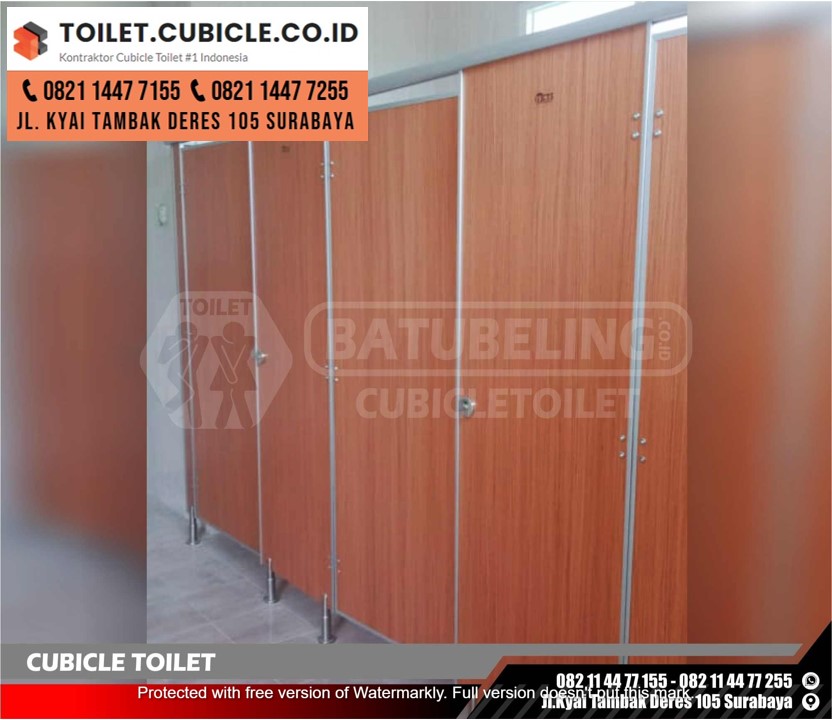 TOILET.CUBICLE.CO.ID
Kontraktor Cubicle Toilet #1 Indonesia
0821 1447 7155 0821 1447 7255
JL. KYAI TAMBAK DERES 105 SURABAYA
TOILET
BATUBELING
.co.id
CUBICLETOILET
CUBICLE TOILET
082 11 44 77 155 - 082 11 44 77 255
Jl.Kyai Tambak Deres 105 Surabaya
Protected with free version of Watermarkly. Full version doesn't put this mark.